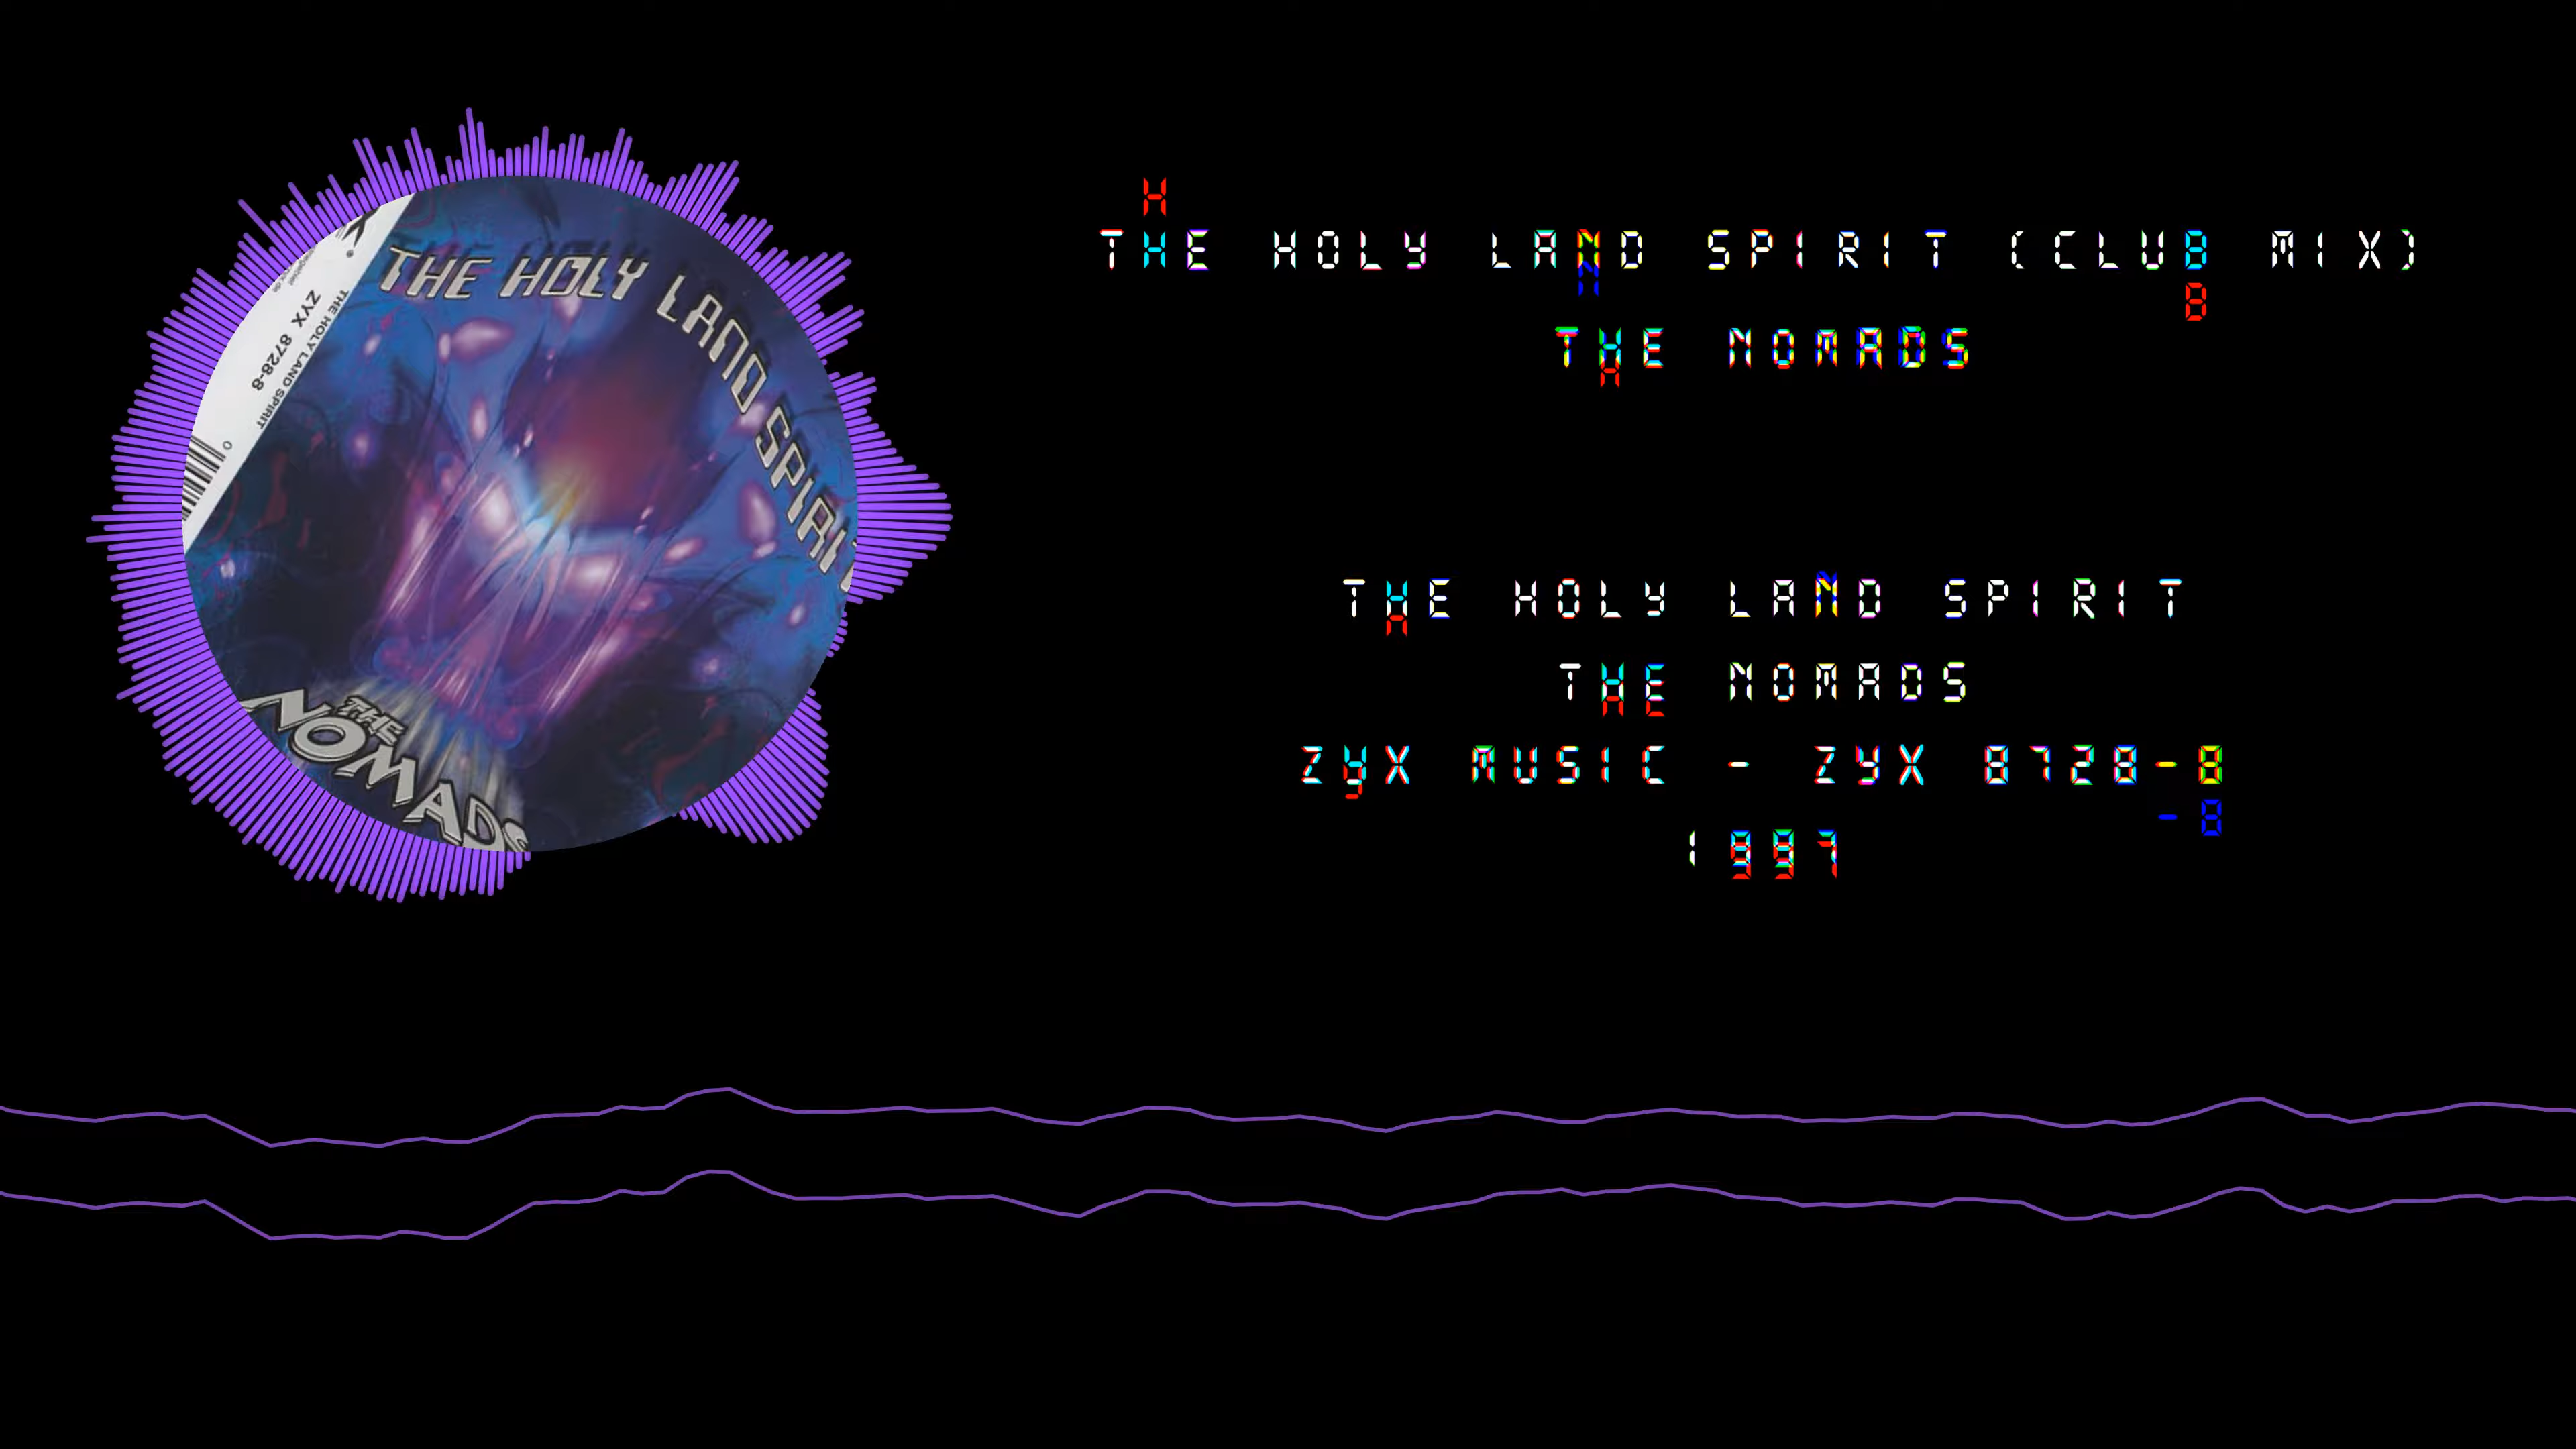 THE HOLY LAND SPIRIT (CLUB MIX)
THE NOMADS
THE HOLY LAND SPIRIT
THE NOMADS
ZYX MUSIC - ZYX 8728-8
1997
THE HOLY LAND SPIRIT
THE HOLY LAND SPIRIT
ZYX 8728-8
0
THE
NOMADS